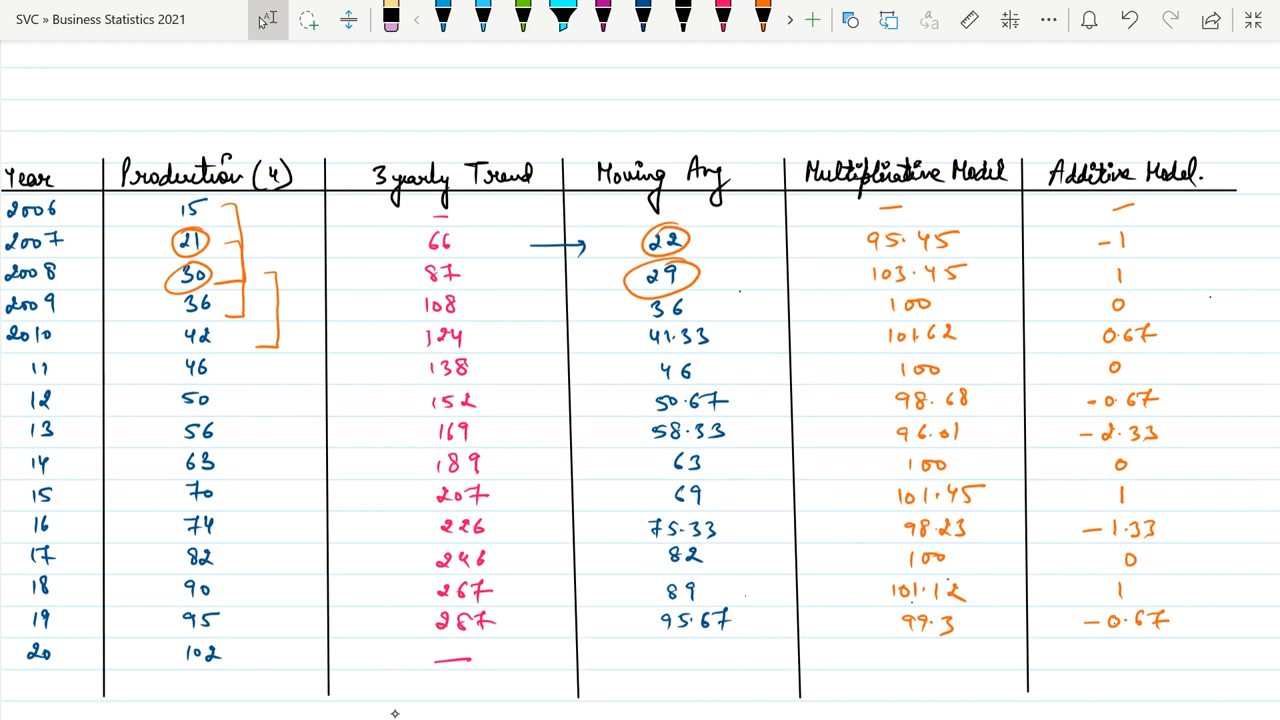 SVC » Business Statistics 2021
Year Production (y) 3 yearly Trend Moving Avg Multiplicative Model Additive Model.
2006 15 — — —
2007 21 66 → 22 95.45 -1
2008 30 87 29 103.45 1
2009 36 108 36 100 0
2010 42 124 41.33 101.62 0.67
11 46 138 46 100 0
12 50 152 50.67 98.68 -0.67
13 56 169 58.33 96.01 -2.33
14 63 189 63 100 0
15 70 207 69 101.45 1
16 74 226 75.33 98.23 -1.33
17 82 246 82 100 0
18 90 267 89 101.12 1
19 95 287 95.67 99.3 -0.67
20 102 —